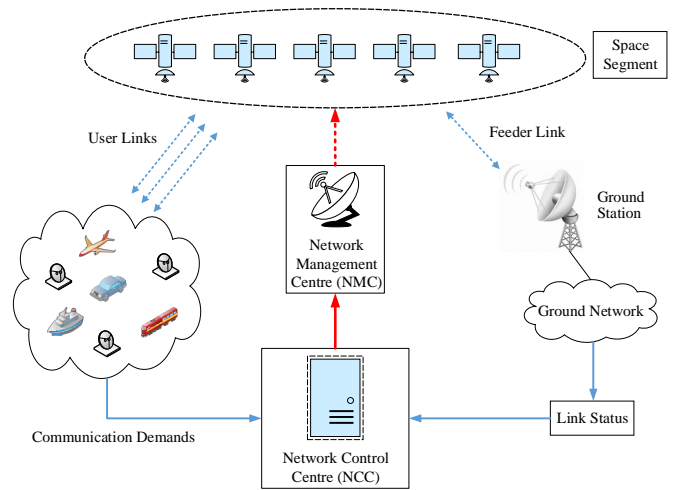 Space
Segment
User Links
Feeder Link
Ground
Station
Network
Management
Centre (NMC)
Ground Network
Link Status
Communication Demands
Network Control
Centre (NCC)